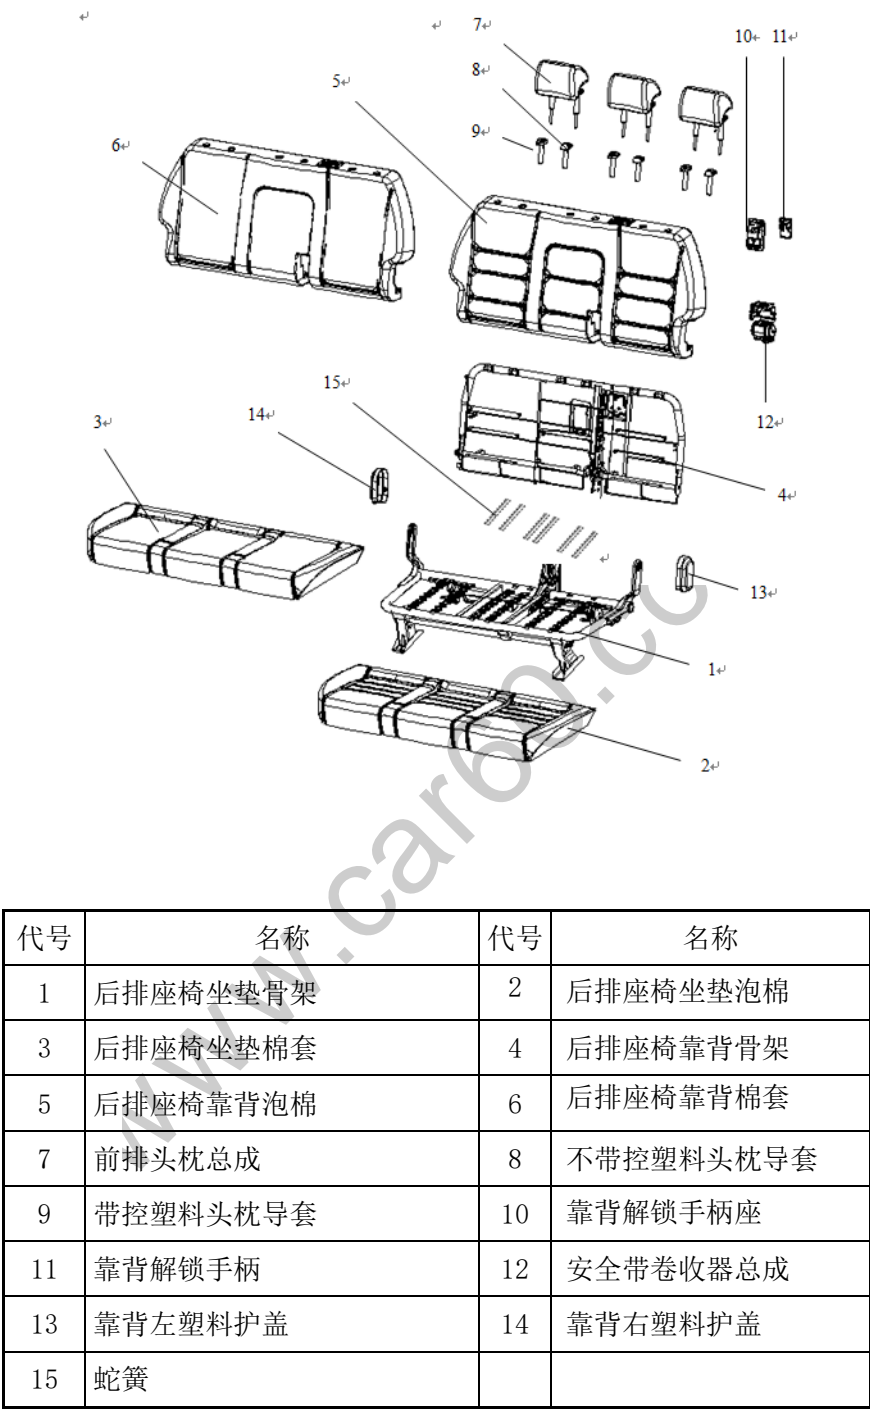 7
10
11
8
5
9
6
12
15
14
3
4
13
1
2
代号 名称 代号 名称
1 后排座椅坐垫骨架 2 后排座椅坐垫泡棉
3 后排座椅坐垫棉套 4 后排座椅靠背骨架
5 后排座椅靠背泡棉 6 后排座椅靠背棉套
7 前排头枕总成 8 不带控塑料头枕导套
9 带控塑料头枕导套 10 靠背解锁手柄座
11 靠背解锁手柄 12 安全带卷收器总成
13 靠背左塑料护盖 14 靠背右塑料护盖
15 蛇簧